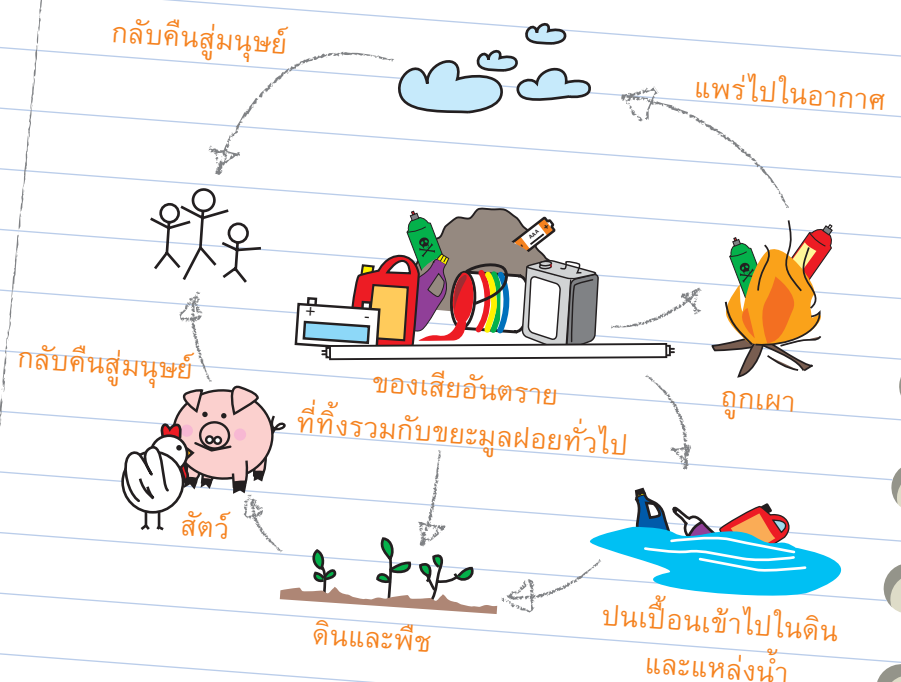 กลับคืนสู่มนุษย์
แพร่ไปในอากาศ
AAA
+ -
กลับคืนสู่มนุษย์
ของเสียอันตราย
ที่ทิ้งรวมกับขยะมูลฝอยทั่วไป
ถูกเผา
สัตว์
ดินและพืช
ปนเปื้อนเข้าไปในดิน
และแหล่งน้ำ